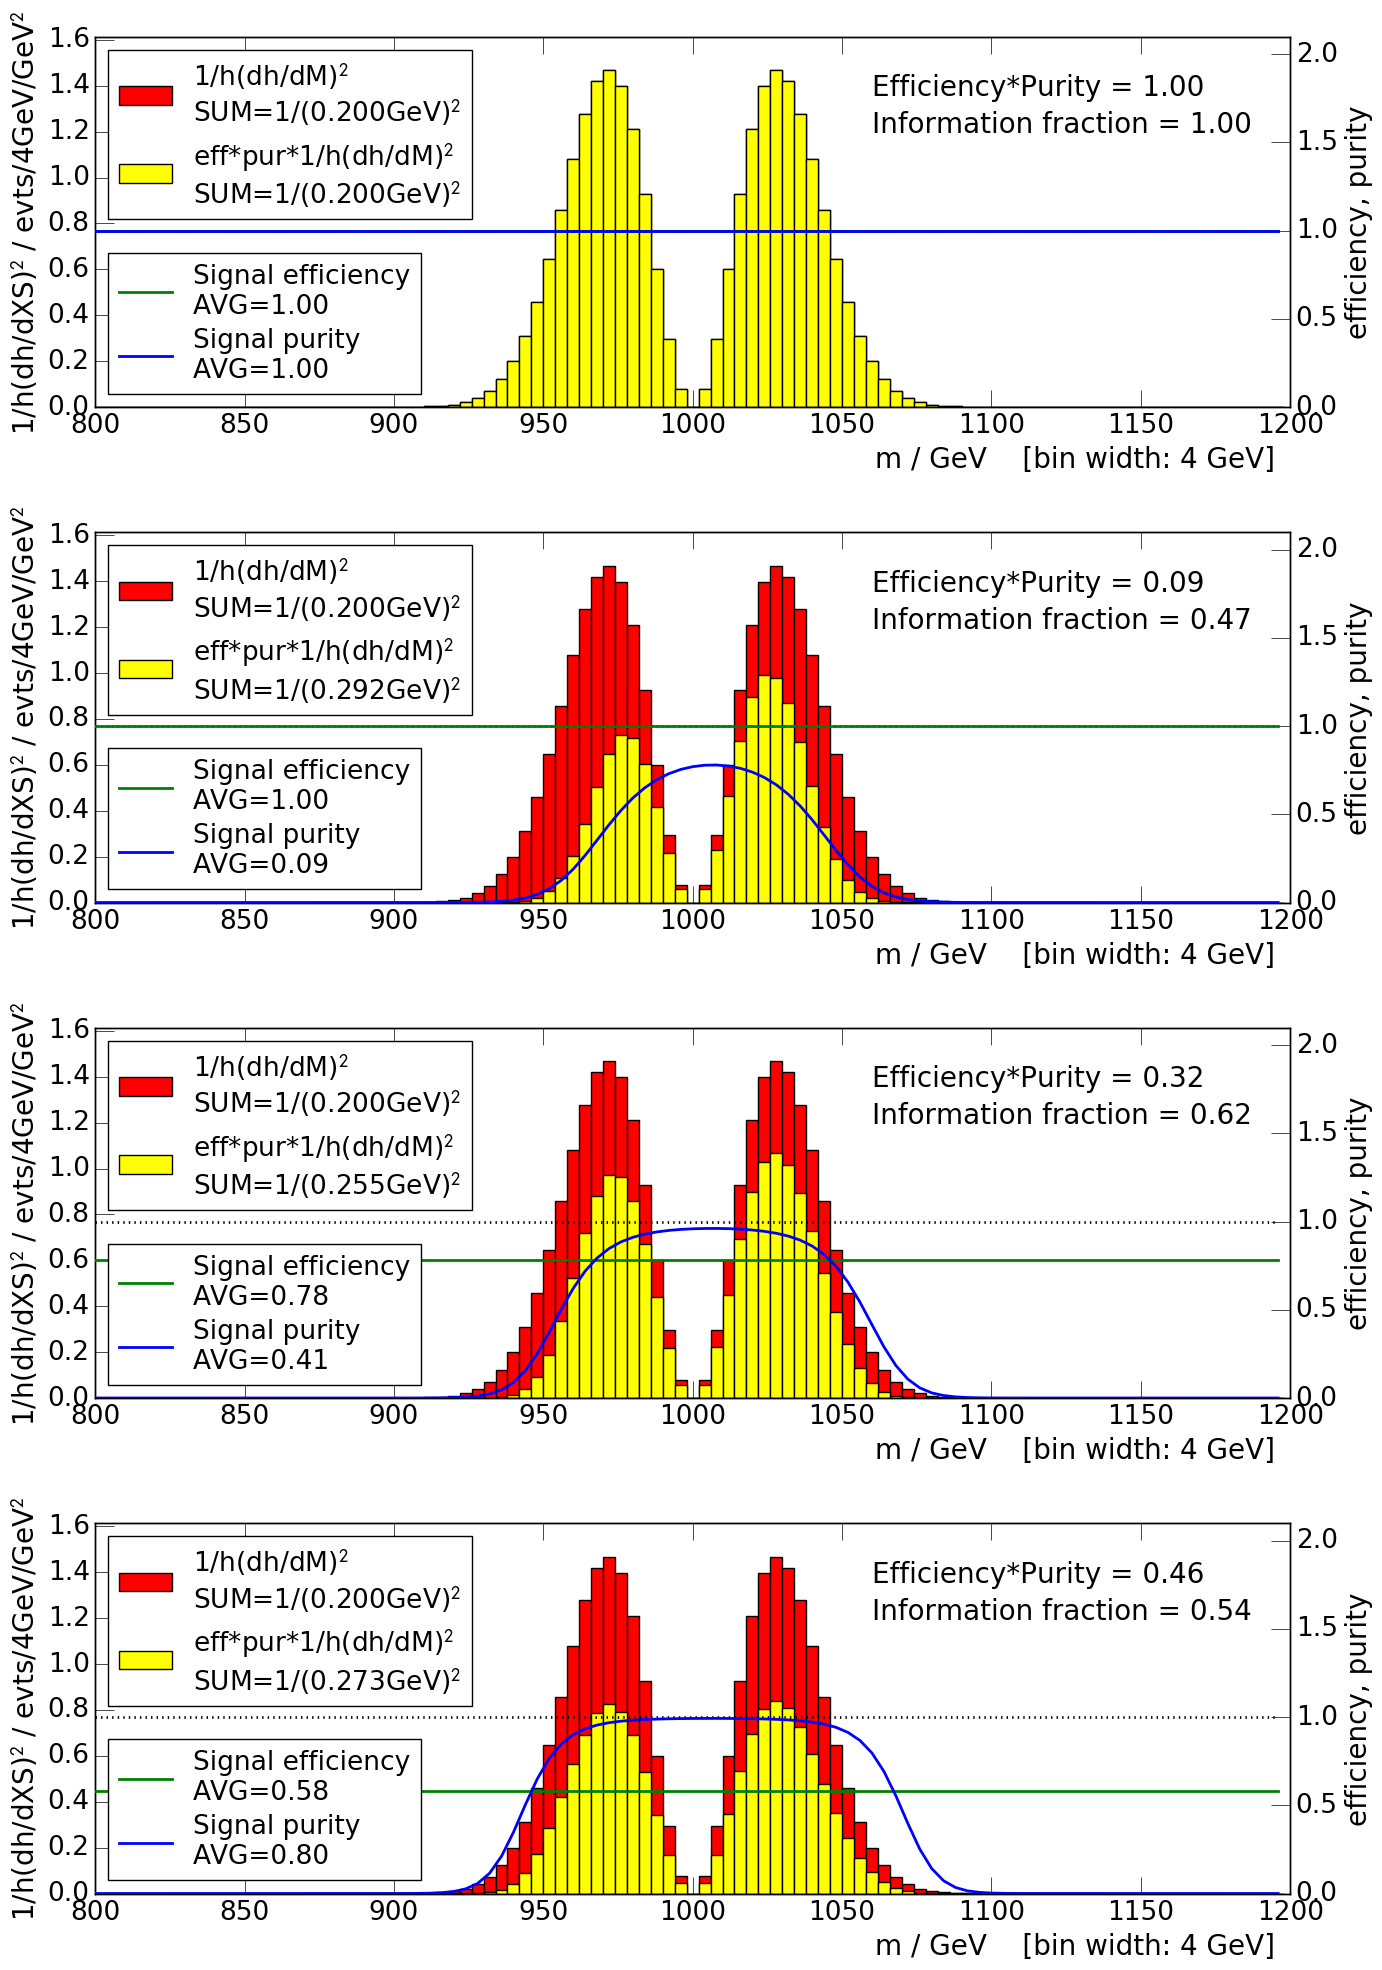 1/h(dh/dXS)² / evts/4GeV/GeV²
1.6
1.4
1.2
1.0
0.8
0.6
0.4
0.2
0.0
1/h(dh/dM)²
SUM=1/(0.200GeV)²
eff*pur*1/h(dh/dM)²
SUM=1/(0.200GeV)²
Signal efficiency
AVG=1.00
Signal purity
AVG=1.00
Efficiency*Purity = 1.00
Information fraction = 1.00
2.0
1.5
1.0
0.5
0.0
efficiency, purity
800 850 900 950 1000 1050 1100 1150 1200
m / GeV [bin width: 4 GeV]
1/h(dh/dXS)² / evts/4GeV/GeV²
1.6
1.4
1.2
1.0
0.8
0.6
0.4
0.2
0.0
1/h(dh/dM)²
SUM=1/(0.200GeV)²
eff*pur*1/h(dh/dM)²
SUM=1/(0.292GeV)²
Signal efficiency
AVG=1.00
Signal purity
AVG=0.09
Efficiency*Purity = 0.09
Information fraction = 0.47
2.0
1.5
1.0
0.5
0.0
efficiency, purity
800 850 900 950 1000 1050 1100 1150 1200
m / GeV [bin width: 4 GeV]
1/h(dh/dXS)² / evts/4GeV/GeV²
1.6
1.4
1.2
1.0
0.8
0.6
0.4
0.2
0.0
1/h(dh/dM)²
SUM=1/(0.200GeV)²
eff*pur*1/h(dh/dM)²
SUM=1/(0.255GeV)²
Signal efficiency
AVG=0.78
Signal purity
AVG=0.41
Efficiency*Purity = 0.32
Information fraction = 0.62
2.0
1.5
1.0
0.5
0.0
efficiency, purity
800 850 900 950 1000 1050 1100 1150 1200
m / GeV [bin width: 4 GeV]
1/h(dh/dXS)² / evts/4GeV/GeV²
1.6
1.4
1.2
1.0
0.8
0.6
0.4
0.2
0.0
1/h(dh/dM)²
SUM=1/(0.200GeV)²
eff*pur*1/h(dh/dM)²
SUM=1/(0.273GeV)²
Signal efficiency
AVG=0.58
Signal purity
AVG=0.80
Efficiency*Purity = 0.46
Information fraction = 0.54
2.0
1.5
1.0
0.5
0.0
efficiency, purity
800 850 900 950 1000 1050 1100 1150 1200
m / GeV [bin width: 4 GeV]